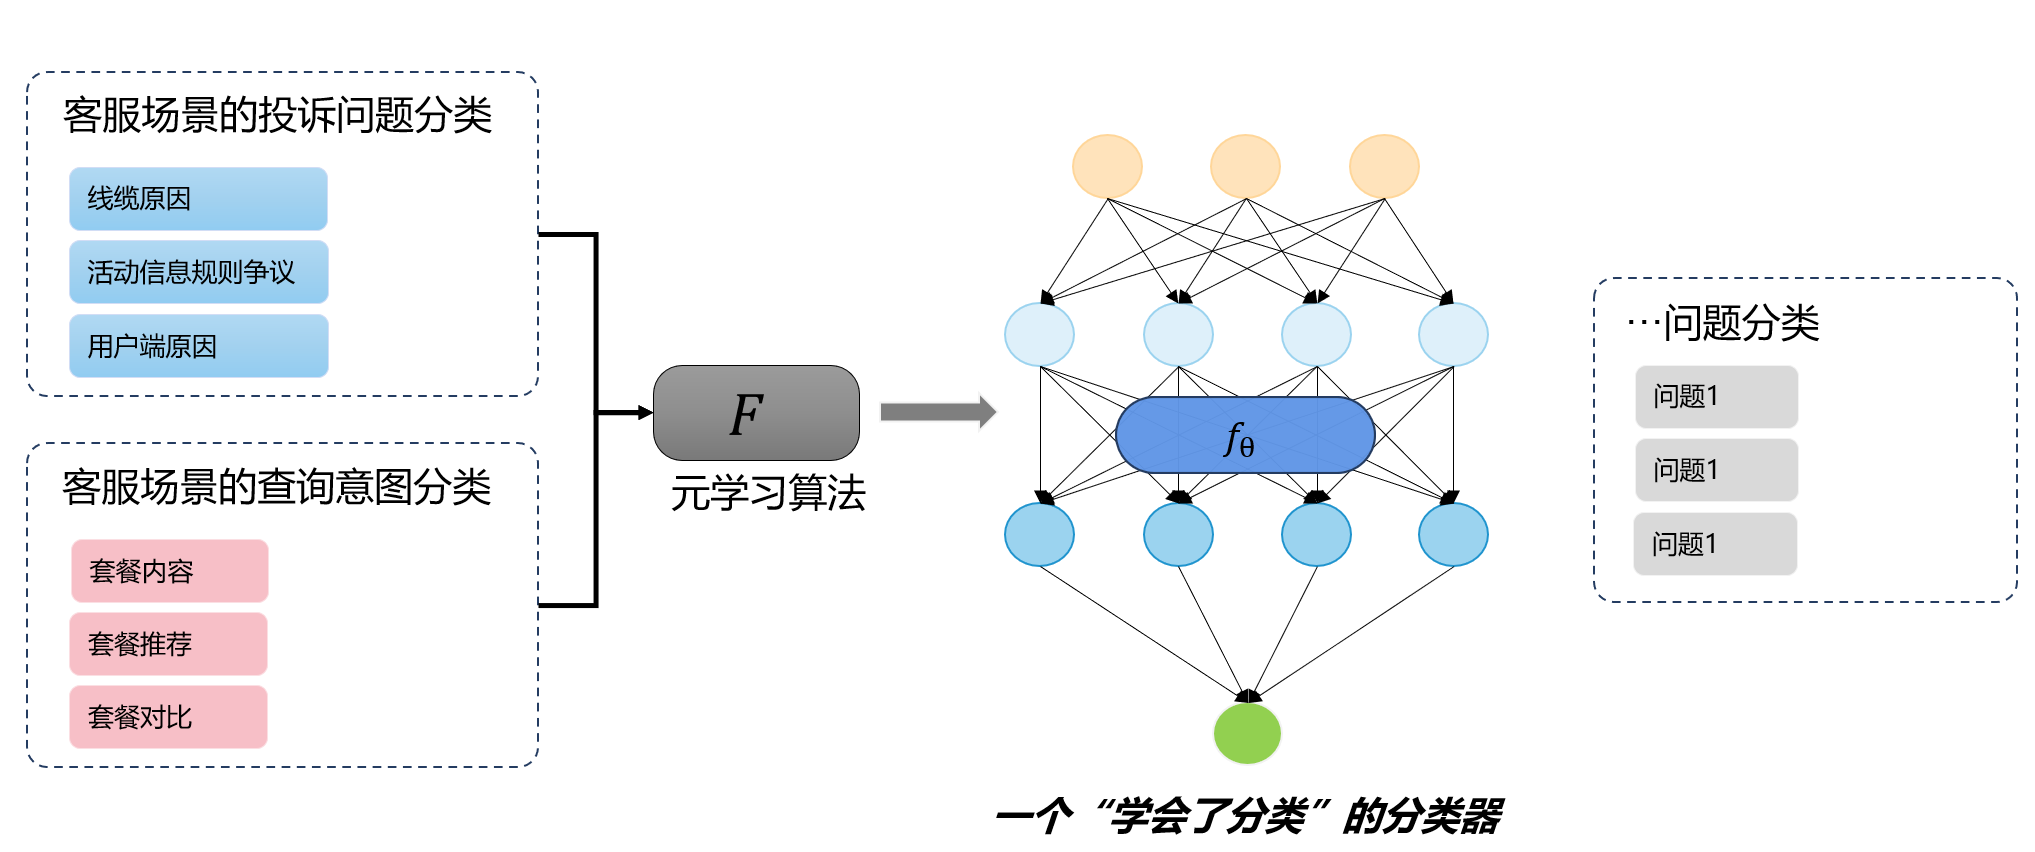 客服场景的投诉问题分类
线缆原因
活动信息规则争议
用户端原因
客服场景的查询意图分类
套餐内容
套餐推荐
套餐对比
F
元学习算法
fθ
一个“学会了分类”的分类器
…问题分类
问题1
问题1
问题1